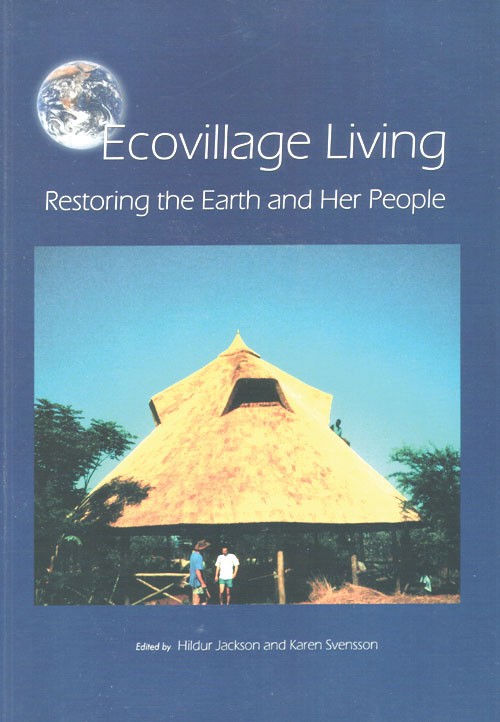 Ecovillage Living
Restoring the Earth and Her People
Edited by Hildur Jackson and Karen Svensson